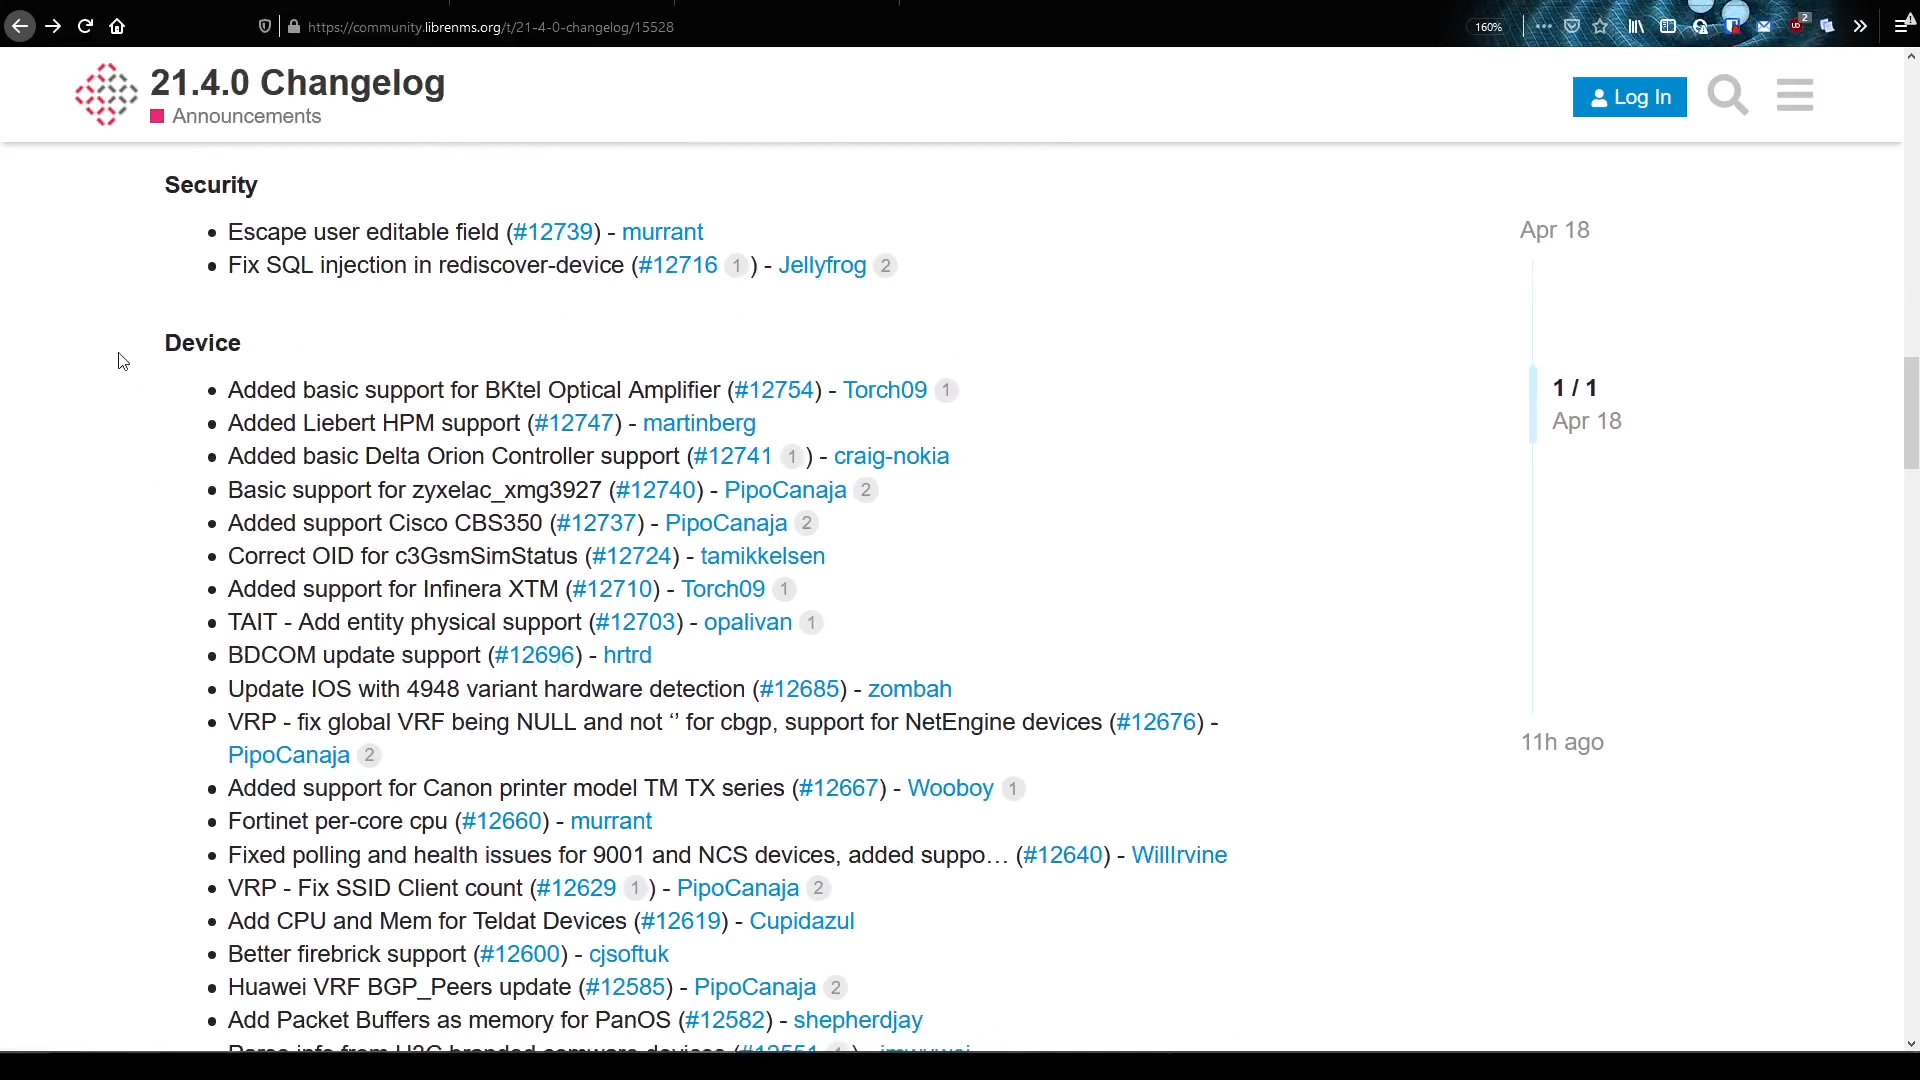 https://community.librenms.org/t/21-4-0-changelog/15528
160%
2
21.4.0 Changelog
Announcements
Log In
Security
Escape user editable field (#12739) - murrant
Fix SQL injection in rediscover-device (#12716 1 ) - Jellyfrog 2
Apr 18
Device
Added basic support for BKtel Optical Amplifier (#12754) - Torch09 1
1 / 1
Added Liebert HPM support (#12747) - martinberg
Apr 18
Added basic Delta Orion Controller support (#12741 1 ) - craig-nokia
Basic support for zyxelac_xmg3927 (#12740) - PipoCanaja 2
Added support Cisco CBS350 (#12737) - PipoCanaja 2
Correct OID for c3GsmSimStatus (#12724) - tamikkelsen
Added support for Infinera XTM (#12710) - Torch09 1
TAIT - Add entity physical support (#12703) - opalivan 1
BDCOM update support (#12696) - hrtrd
Update IOS with 4948 variant hardware detection (#12685) - zombah
VRP - fix global VRF being NULL and not ‘’ for cbgp, support for NetEngine devices (#12676) -
PipoCanaja 2
11h ago
Added support for Canon printer model TM TX series (#12667) - Wooboy 1
Fortinet per-core cpu (#12660) - murrant
Fixed polling and health issues for 9001 and NCS devices, added suppo… (#12640) - WillIrvine
VRP - Fix SSID Client count (#12629 1 ) - PipoCanaja 2
Add CPU and Mem for Teldat Devices (#12619) - Cupidazul
Better firebrick support (#12600) - cjsoftuk
Huawei VRF BGP_Peers update (#12585) - PipoCanaja 2
Add Packet Buffers as memory for PanOS (#12582) - shepherdjay